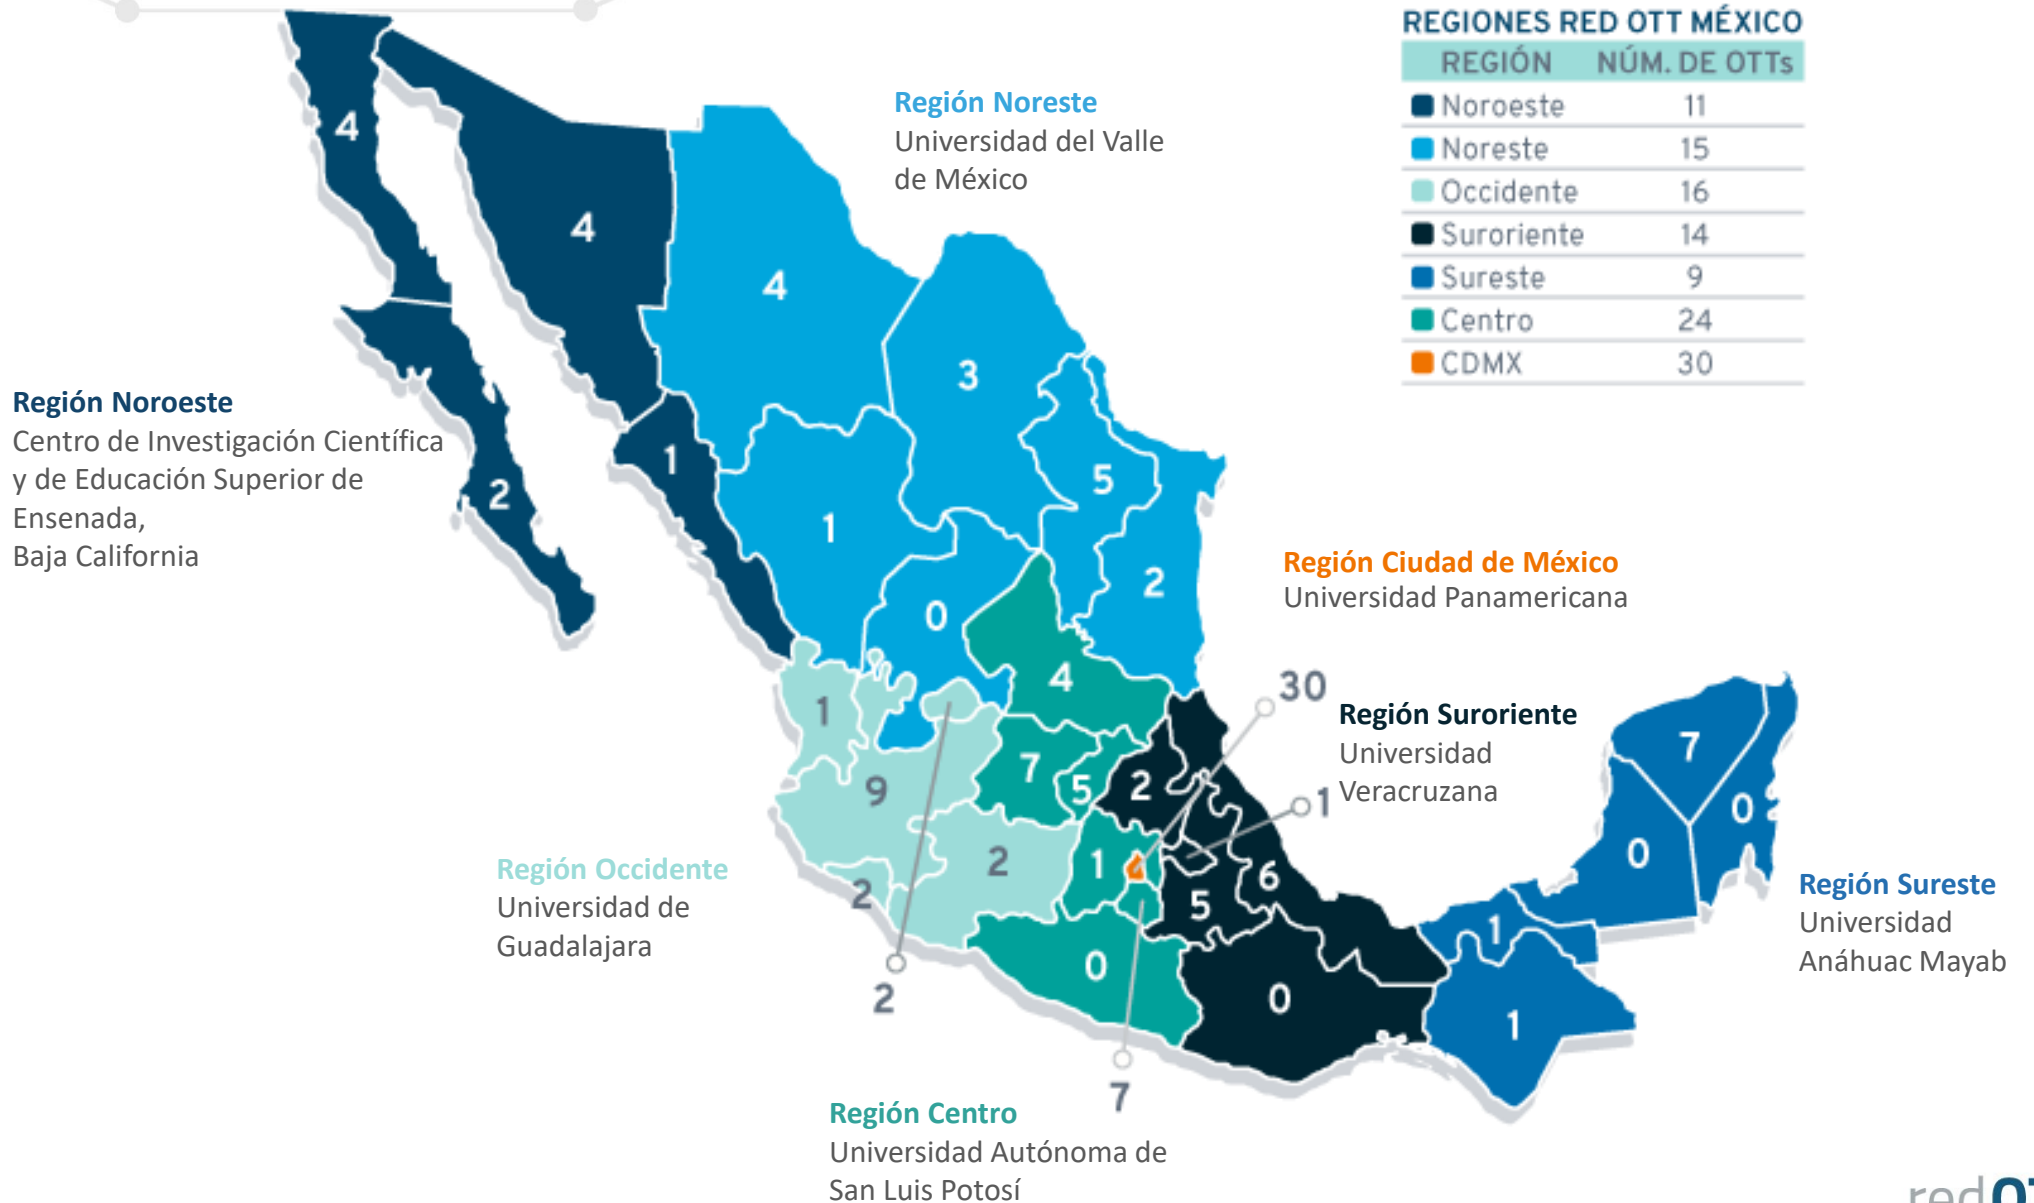 REGIONES RED OTT MÉXICO
REGIÓN NÚM. DE OTTs
Noroeste 11
Noreste 15
Occidente 16
Suroriente 14
Sureste 9
Centro 24
CDMX 30
Región Noreste
Universidad del Valle
de México
4
4
4
3
Región Noroeste
Centro de Investigación Científica
y de Educación Superior de
Ensenada,
Baja California
1
2
5
1
2
0
Región Ciudad de México
Universidad Panamericana
4
30
1
Región Suroriente
Universidad
Veracruzana
7
9
7
5
2
1
0
0
Región Occidente
Universidad de
Guadalajara
2
2
1
6
5
1
Región Sureste
Universidad
Anáhuac Mayab
0
0
1
2
7
Región Centro
Universidad Autónoma de
San Luis Potosí
red